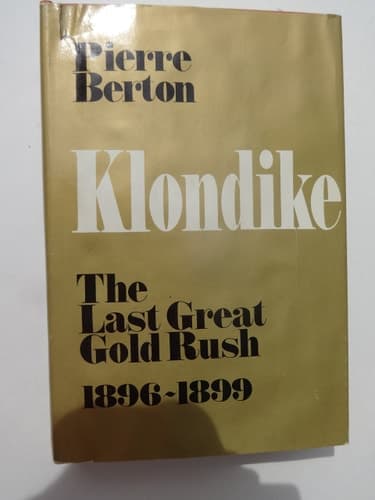 Pierre
Berton
Klondike
The
Last Great
Gold Rush
1896-1899